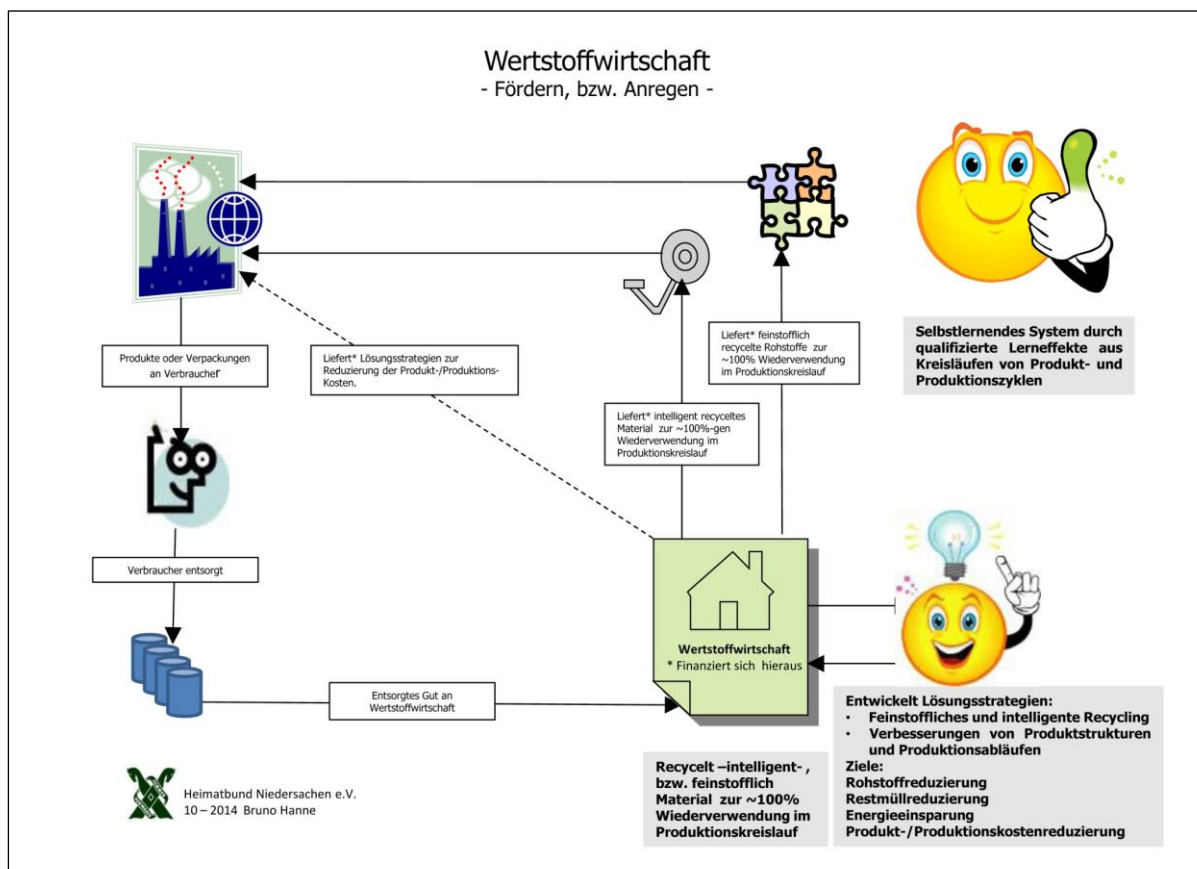 Wertstoffwirtschaft
- Fördern, bzw. Anregen -
Selbstlernendes System durch
qualifizierte Lerneffekte aus
Kreisläufen von Produkt- und
Produktionszyklen
Produkte oder Verpackungen
an Verbraucher
Liefert* Lösungsstrategien zur
Reduzierung der Produkt-/Produktions-
Kosten.
Liefert* feinstofflich
recycelte Rohstoffe zur
~100% Wiederverwendung
im Produktionskreislauf
Liefert* intelligent recyceltes
Material zur ~100%-gen
Wiederverwendung im
Produktionskreislauf
Verbraucher entsorgt
Wertstoffwirtschaft
* Finanziert sich hieraus
Entsorgtes Gut an
Wertstoffwirtschaft
Entwickelt Lösungsstrategien:
• Feinstoffliches und intelligente Recycling
• Verbesserungen von Produktstrukturen
und Produktionsabläufen
Ziele:
Rohstoffreduzierung
Restmüllreduzierung
Energieeinsparung
Produkt-/Produktionskostenreduzierung
Recycelt –intelligent- ,
bzw. feinstofflich
Material zur ~100%
Wiederverwendung im
Produktionskreislauf
Heimatbund Niedersachen e.V.
10 – 2014 Bruno Hanne